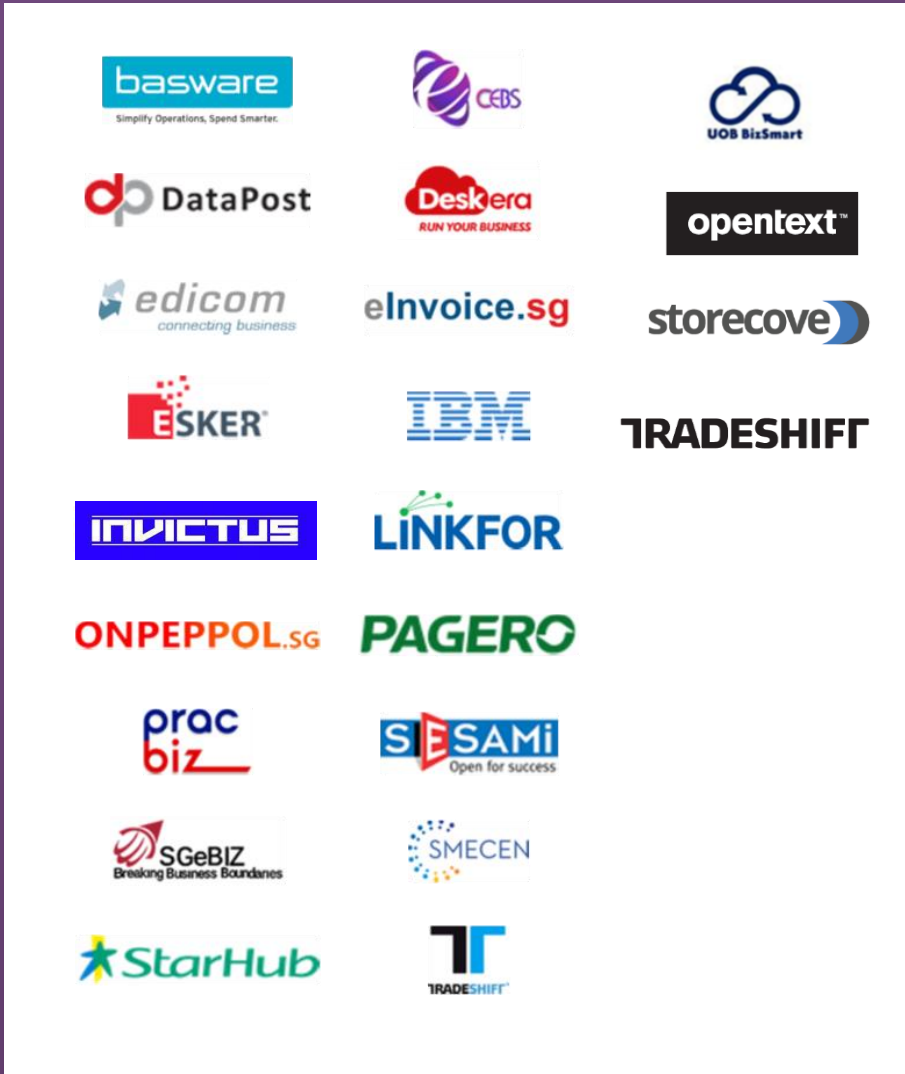 basware
Simplify Operations, Spend Smarter.
CEBS
UOB BizSmart
dp DataPost
Deskera
RUN YOUR BUSINESS
opentext™
edicom
connecting business
eInvoice.sg
storecove
ESKER
IBM
TRADESHIFT
INVICTUS
LiNKFOR
ONPEPPOL.SG
PAGERO
prac
biz
SESAMi
Open for success
SGeBIZ
Breaking Business Boundaries
SMECEN
StarHub
TRADESHIFT